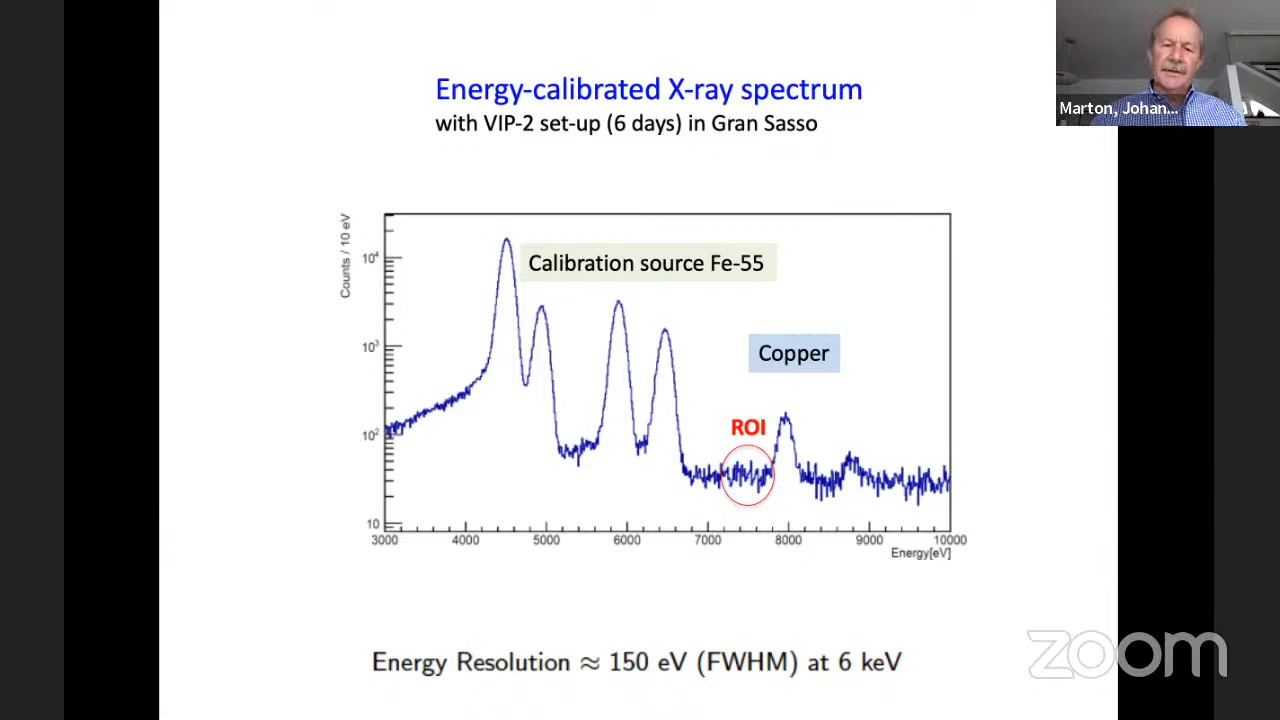 Energy-calibrated X-ray spectrum
with VIP-2 set-up (6 days) in Gran Sasso
Marton, Johan...
Counts / 10 eV
10⁴
10³
10²
10
Calibration source Fe-55
Copper
ROI
3000 4000 5000 6000 7000 8000 9000 10000
Energy[eV]
Energy Resolution ≈ 150 eV (FWHM) at 6 keV
zoom